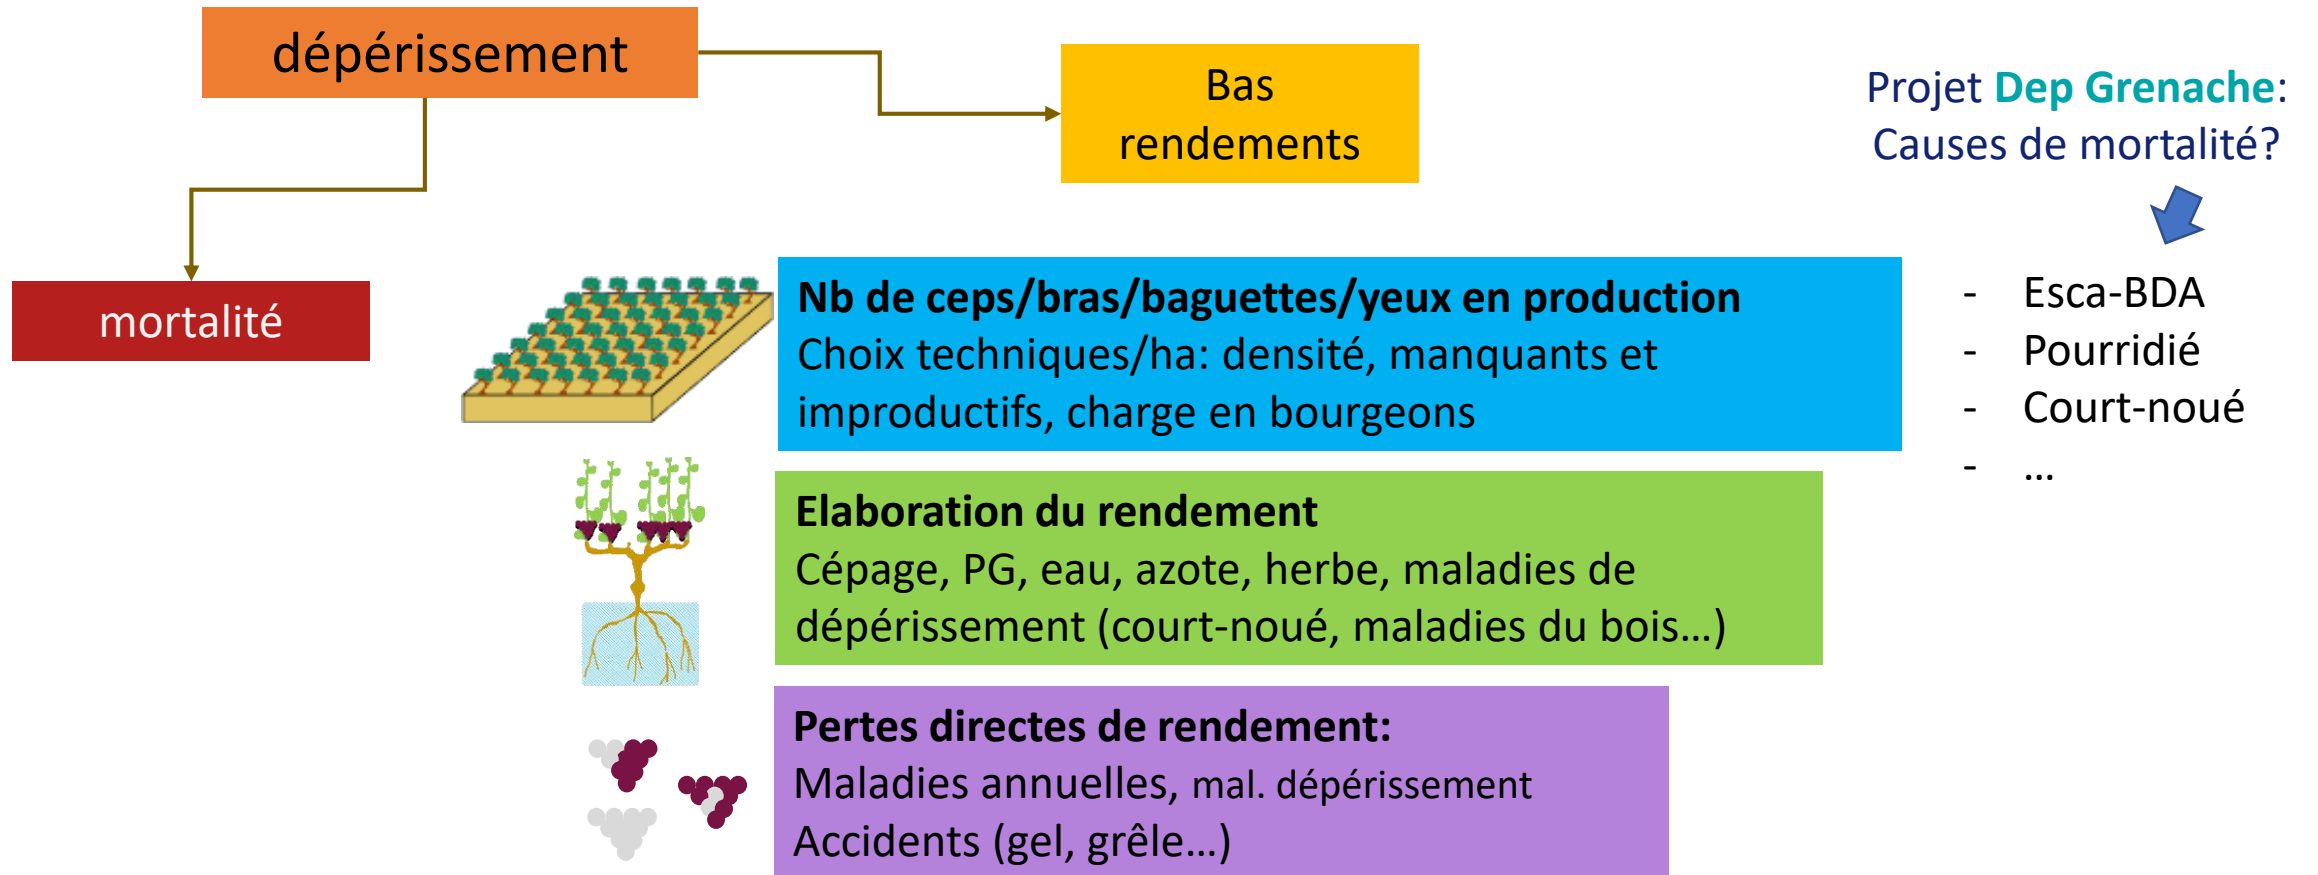 dépérissement
Bas
rendements
Projet Dep Grenache:
Causes de mortalité?
mortalité
Nb de ceps/bras/baguettes/yeux en production
Choix techniques/ha: densité, manquants et
improductifs, charge en bourgeons
- Esca-BDA
- Pourridié
- Court-noué
- ...
Elaboration du rendement
Cépage, PG, eau, azote, herbe, maladies de
dépérissement (court-noué, maladies du bois...)
Pertes directes de rendement:
Maladies annuelles, mal. dépérissement
Accidents (gel, grêle...)